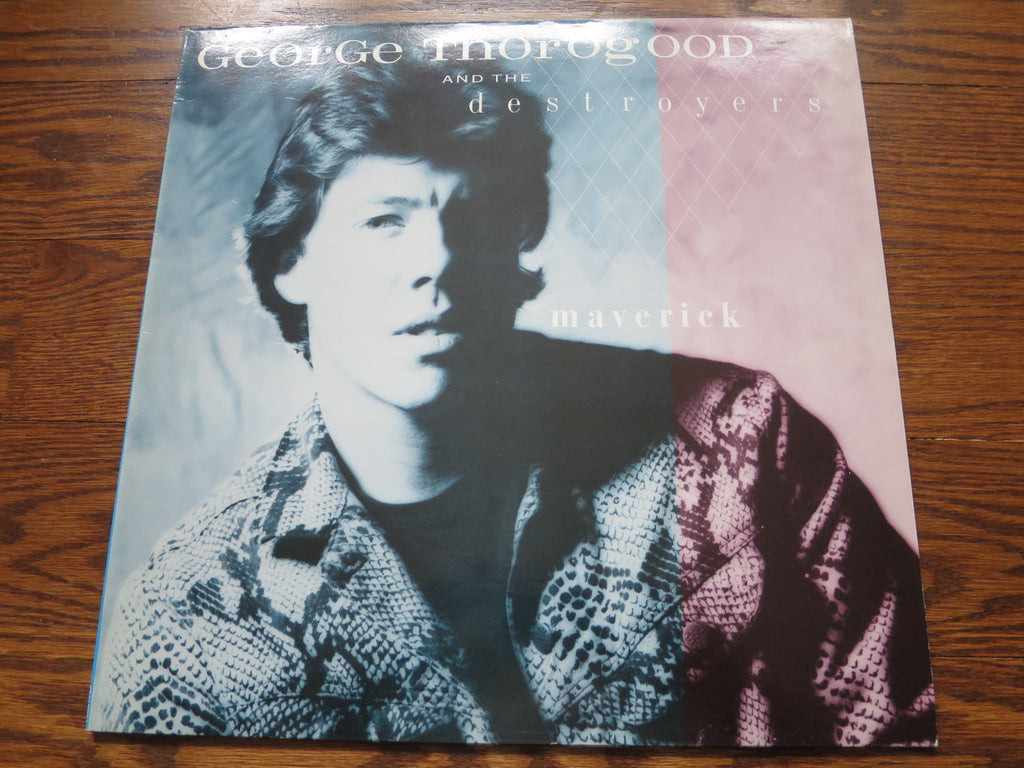 GeorGe ThoroGooD
AND THE
destroyers
maverick